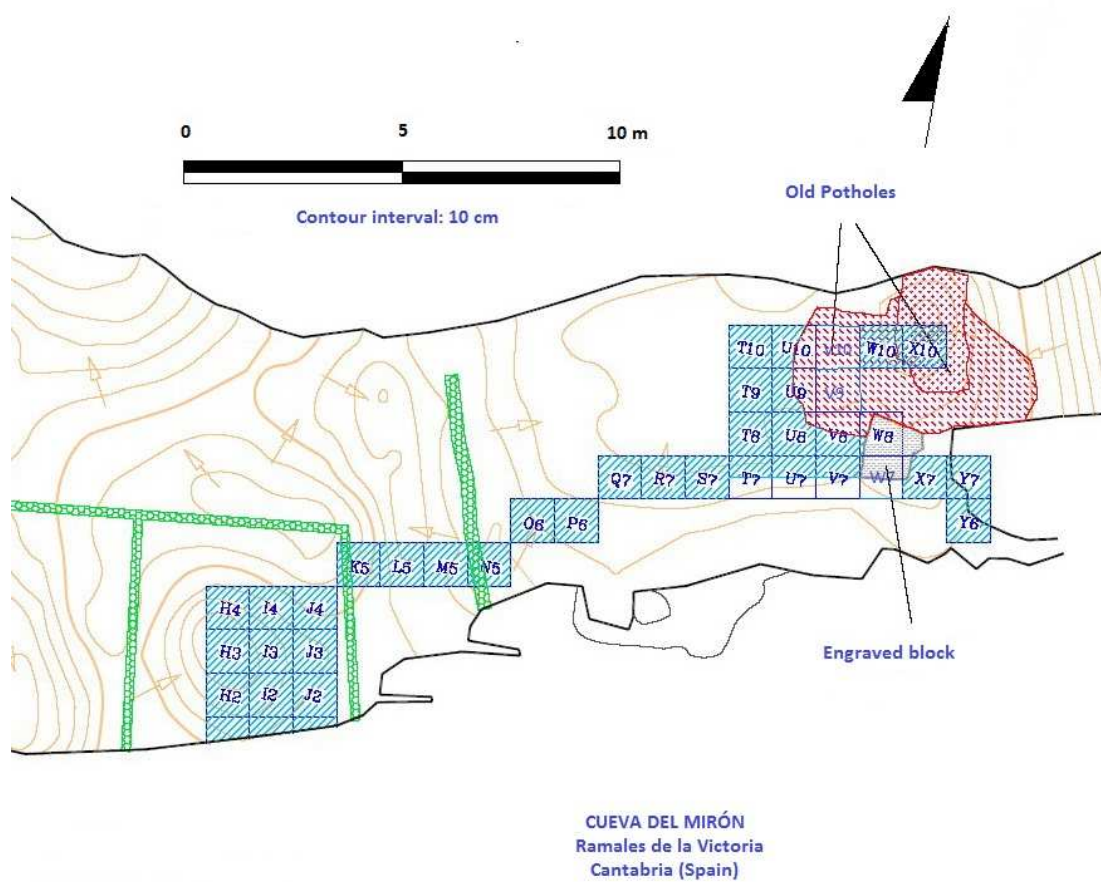 0 5 10 m
Contour interval: 10 cm
Old Potholes
T10 U10 V10 W10 X10
T9 U9 V9
T8 U8 V8 W8
Q7 R7 S7 T7 U7 V7 W7 X7 Y7
O6 P6 Y6
K5 L5 M5 N5
H4 I4 J4
H3 I3 J3
Engraved block
H2 I2 J2
CUEVA DEL MIRÓN
Ramales de la Victoria
Cantabria (Spain)